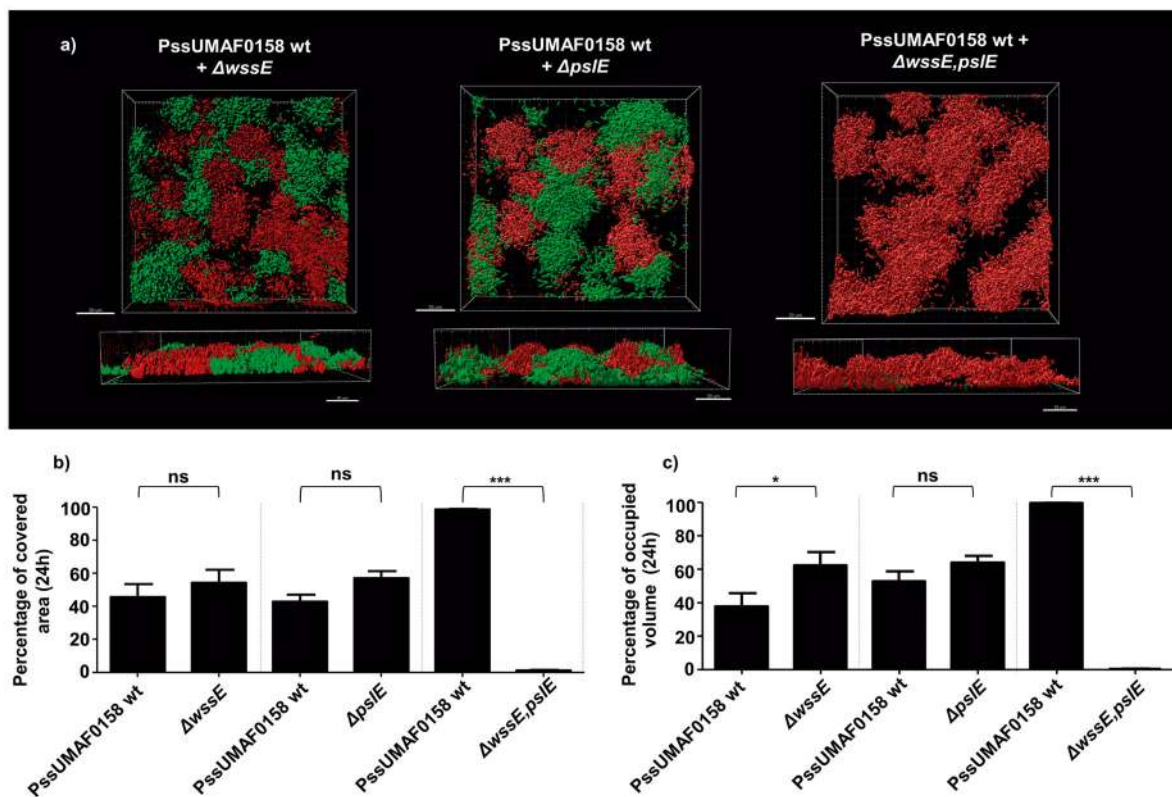 a)
PssUMAF0158 wt
+ ΔwssE
PssUMAF0158 wt
+ ΔpslE
PssUMAF0158 wt +
ΔwssE,pslE
b)
ns
ns
***
Percentage of covered
area (24h)
100
80
60
40
20
0
PssUMAF0158 wt
ΔwssE
PssUMAF0158 wt
ΔpslE
PssUMAF0158 wt
ΔwssE,pslE
c)
*
ns
***
Percentage of occupied
volume (24h)
100
80
60
40
20
0
PssUMAF0158 wt
ΔwssE
PssUMAF0158 wt
ΔpslE
PssUMAF0158 wt
ΔwssE,pslE